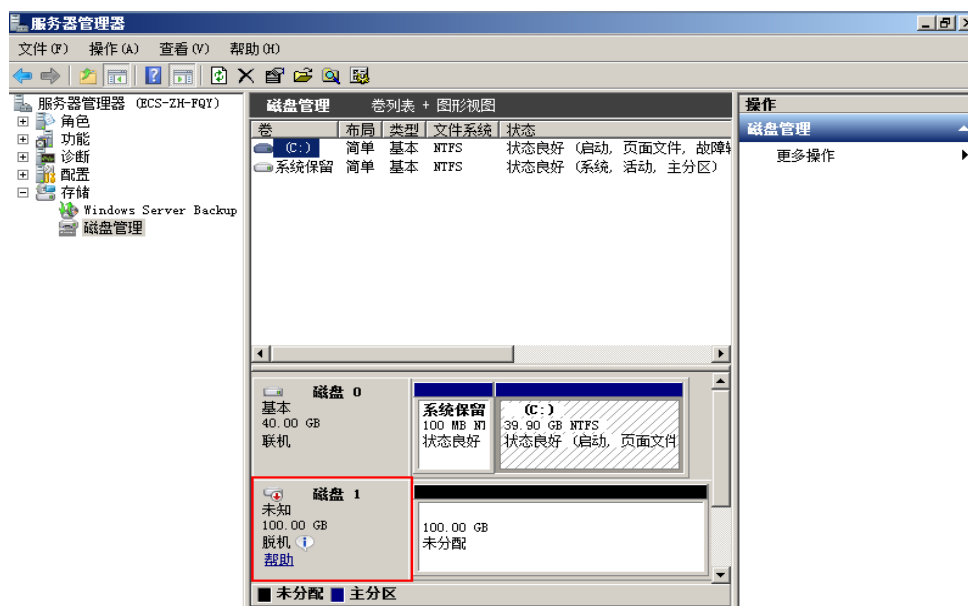 服务器管理器
文件(F) 操作(A) 查看(V) 帮助(H)
服务器管理器 (ECS-ZH-FQY)
角色
功能
诊断
配置
存储
Windows Server Backup
磁盘管理
磁盘管理 卷列表 + 图形视图
卷 布局 类型 文件系统 状态
(C:) 简单 基本 NTFS 状态良好 (启动, 页面文件, 故障
系统保留 简单 基本 NTFS 状态良好 (系统, 活动, 主分区)
磁盘 0
基本
40.00 GB
联机
系统保留
100 MB
状态良好
(C:)
39.90 GB NTFS
状态良好 (启动, 页面文件
磁盘 1
未知
100.00 GB
脱机
帮助
100.00 GB
未分配
未分配 主分区
操作
磁盘管理
更多操作